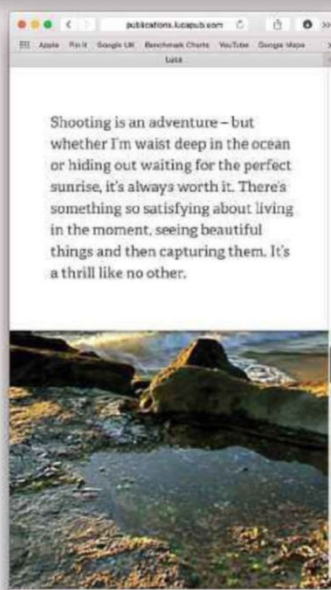 publications.lucapub.com
Apple Pin It Google UK Benchmark Charts YouTube Google Maps
Luca
Shooting is an adventure – but
whether I'm waist deep in the ocean
or hiding out waiting for the perfect
sunrise, it's always worth it. There's
something so satisfying about living
in the moment, seeing beautiful
things and then capturing them. It's
a thrill like no other.